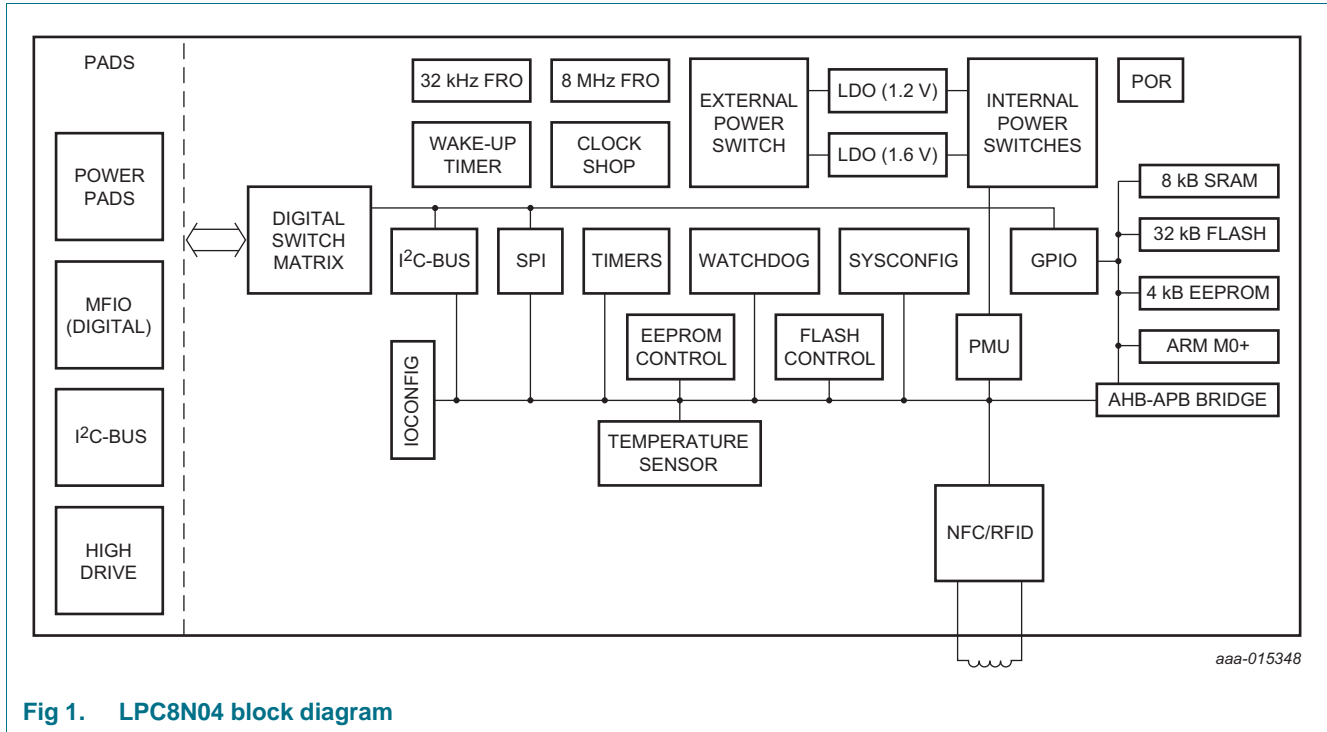 PADS
POWER
PADS
MFIO
(DIGITAL)
I2C-BUS
HIGH
DRIVE
DIGITAL
SWITCH
MATRIX
32 kHz FRO
8 MHz FRO
WAKE-UP
TIMER
CLOCK
SHOP
EXTERNAL
POWER
SWITCH
LDO (1.2 V)
LDO (1.6 V)
INTERNAL
POWER
SWITCHES
POR
8 kB SRAM
32 kB FLASH
4 kB EEPROM
ARM M0+
AHB-APB BRIDGE
I2C-BUS
SPI
TIMERS
WATCHDOG
SYSCONFIG
GPIO
IOCONFIG
EEPROM
CONTROL
FLASH
CONTROL
PMU
TEMPERATURE
SENSOR
NFC/RFID
aaa-015348
Fig 1. LPC8N04 block diagram